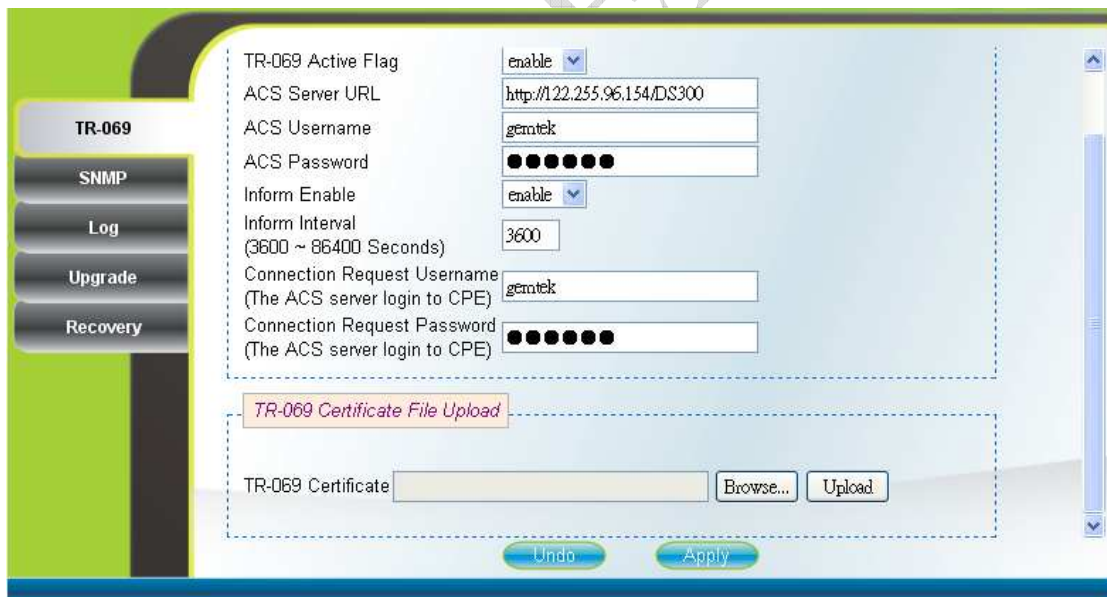 TR-069
SNMP
Log
Upgrade
Recovery
TR-069 Active Flag enable
ACS Server URL http://122.255.96.154/DS300
ACS Username gemtek
ACS Password ●●●●●●
Inform Enable enable
Inform Interval
(3600 ~ 86400 Seconds) 3600
Connection Request Username
(The ACS server login to CPE) gemtek
Connection Request Password
(The ACS server login to CPE) ●●●●●●
TR-069 Certificate File Upload
TR-069 Certificate Browse... Upload
Undo Apply